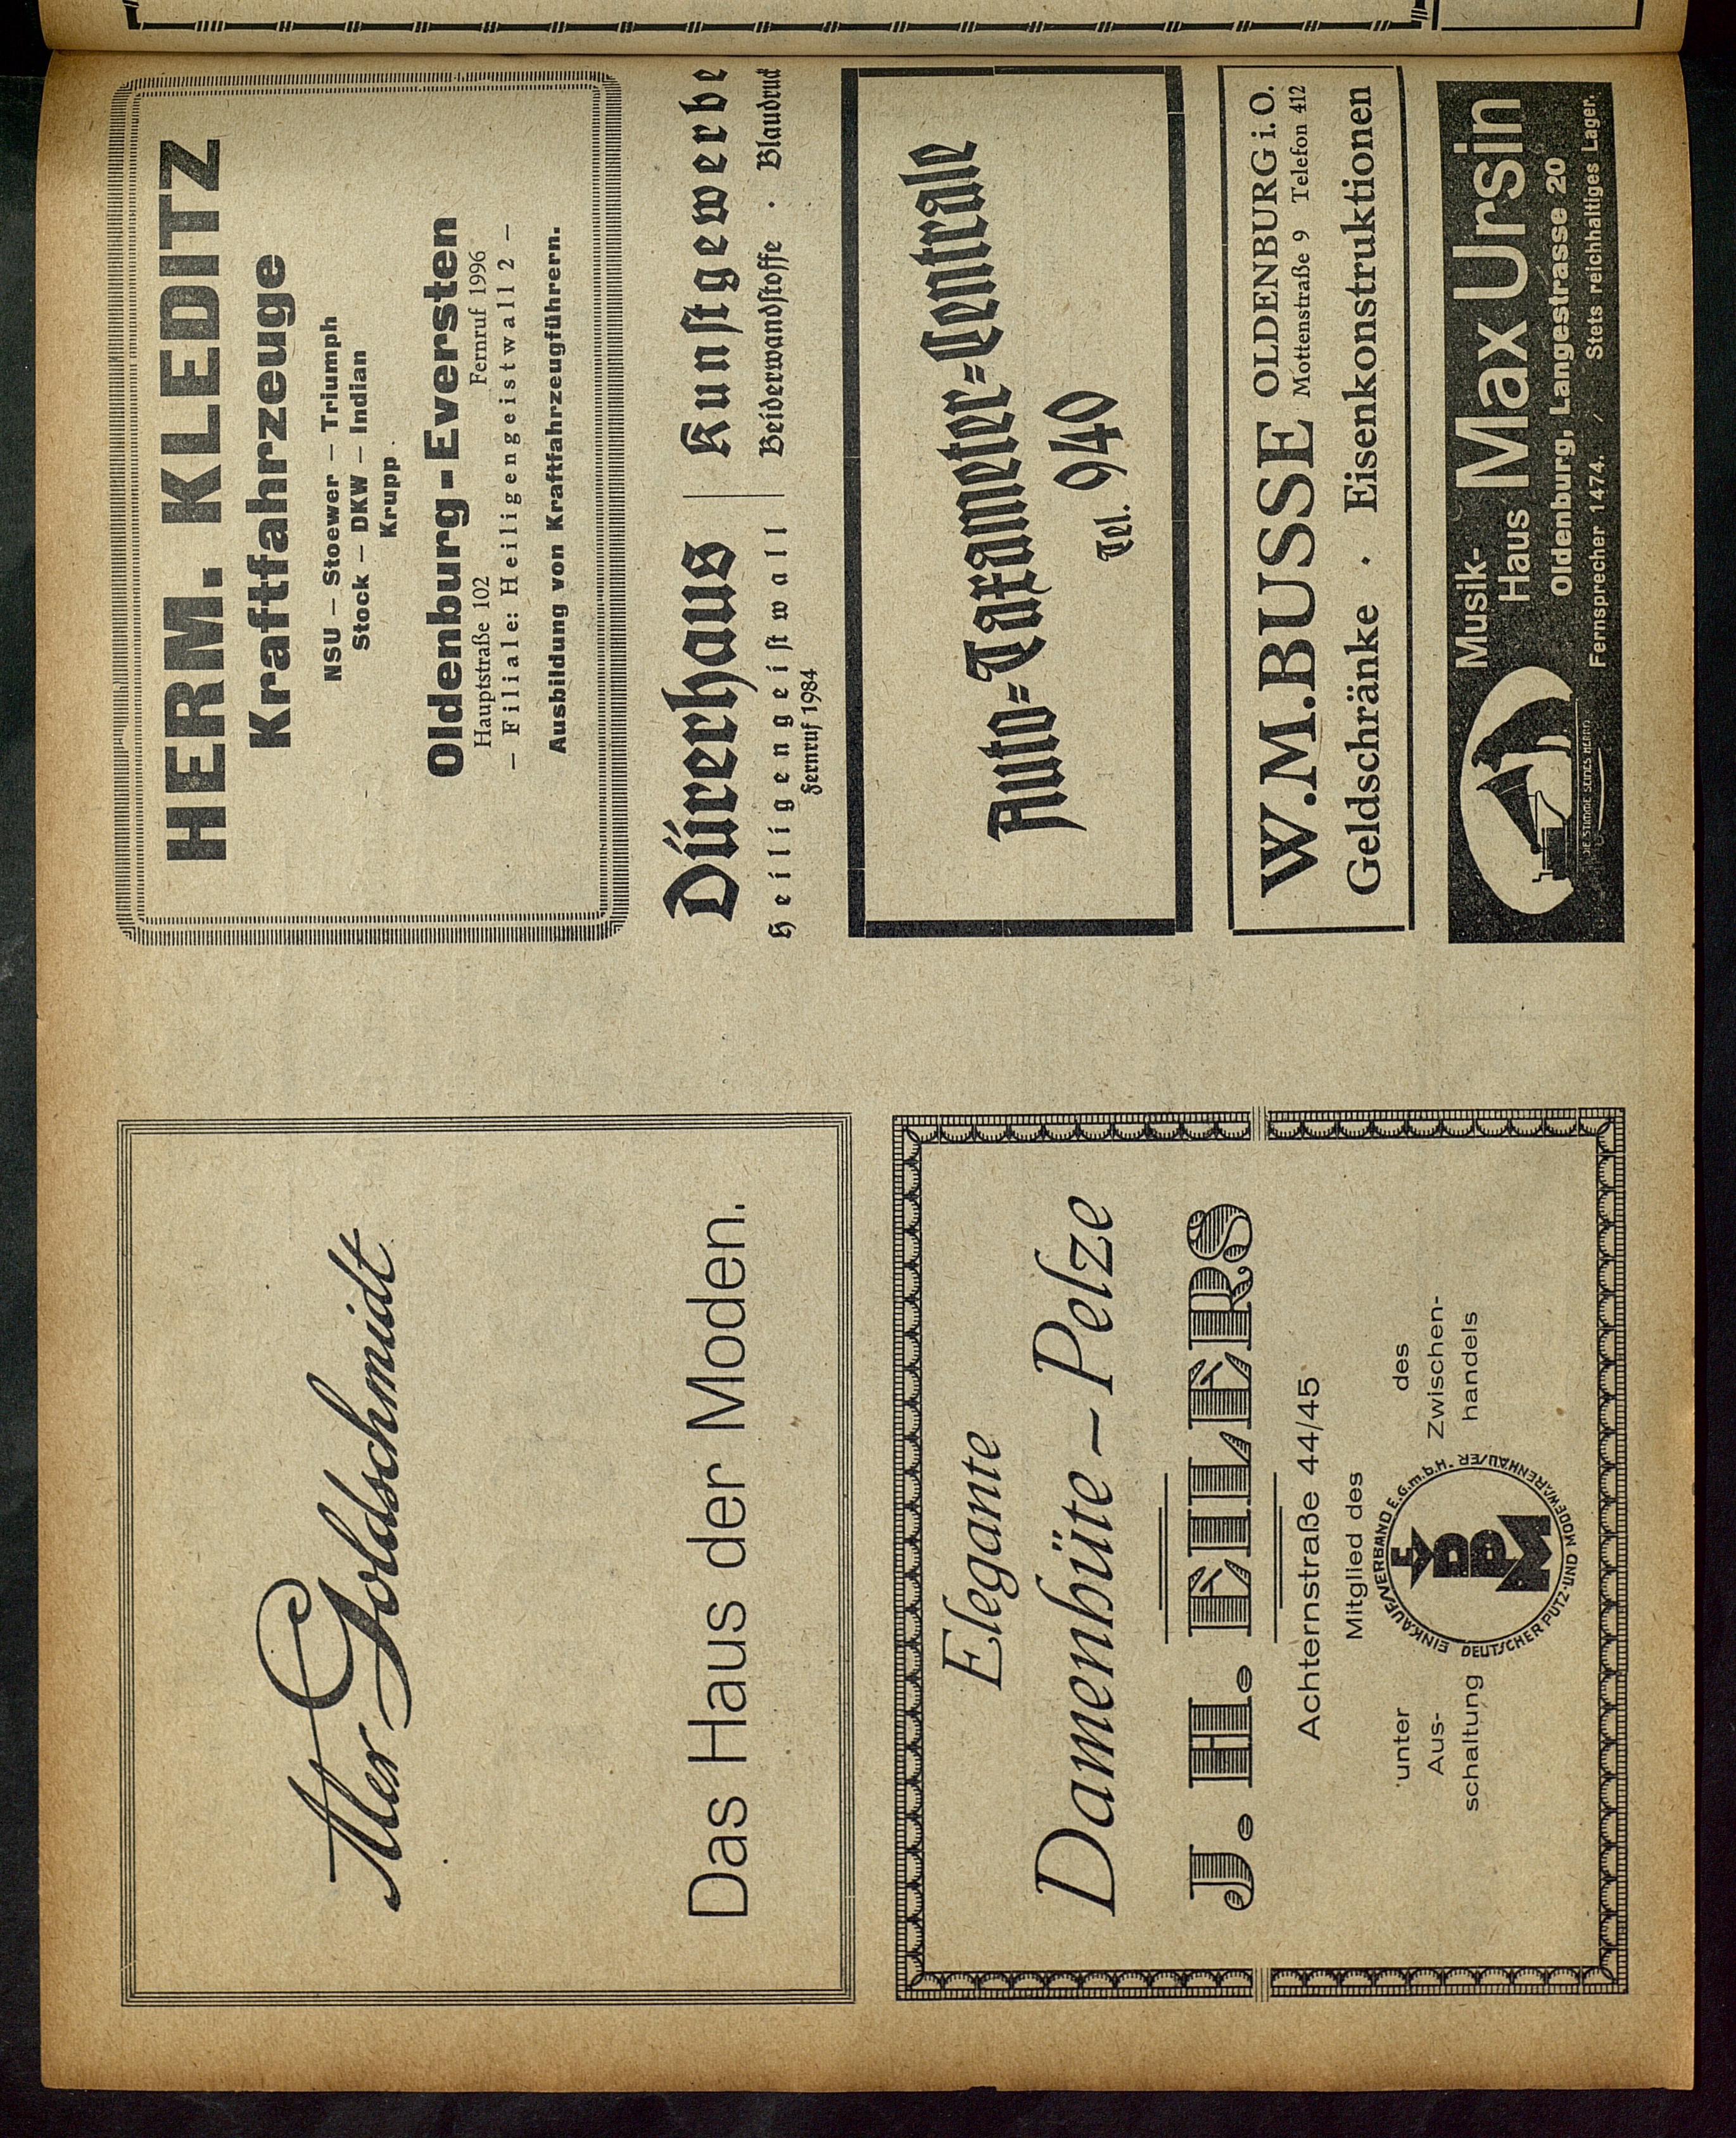 Alex Goldschmidt
Das Haus der Moden.
Elegante
Damenhüte – Pelze
J. H. EILERS
Achternstraße 44/45
Mitglied des
unter
Aus-
schaltung
EINKAUFSVERBAND E.G.m.b.H.
DEUTSCHER PUTZ- UND MODEWARENHÄUSER
EV
DPM
des
Zwischen-
handels
HERM. KLEDITZ
Kraftfahrzeuge
NSU – Stoewer – Triumph
Stock – DKW – Indian
Krupp
Oldenburg-Eversten
Hauptstraße 102 Fernruf 1996
– Filiale: Heiligengeistwall 2 –
Ausbildung von Kraftfahrzeugführern.
Dürerhaus
Heiligengeistwall
Fernruf 1984
Kunstgewerbe
Beiderwandstoffe · Blaudruck
Auto-Taxameter-Centrale
Tel. 940
W.M.BUSSE OLDENBURG i. O.
Mottenstraße 9 Telefon 412
Geldschränke · Eisenkonstruktionen
DIE STIMME SEINES HERRN
Musik-
Haus Max Ursin
Oldenburg, Langestrasse 20
Fernsprecher 1474. / Stets reichhaltiges Lager.